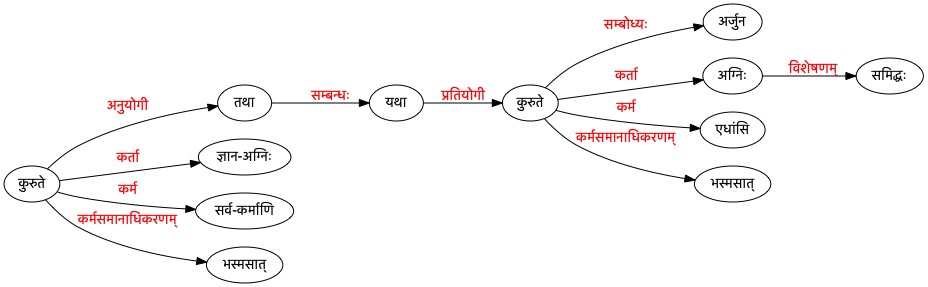 सम्बोध्यः
अर्जुन
कर्ता
अग्निः
विशेषणम्
समिद्धः
अनुयोगी
तथा
सम्बन्धः
यथा
प्रतियोगी
कुरुते
कर्म
एधांसि
कर्मसमानाधिकरणम्
भस्मसात्
कर्ता
ज्ञान-अग्निः
कुरुते
कर्म
सर्व-कर्माणि
कर्मसमानाधिकरणम्
भस्मसात्